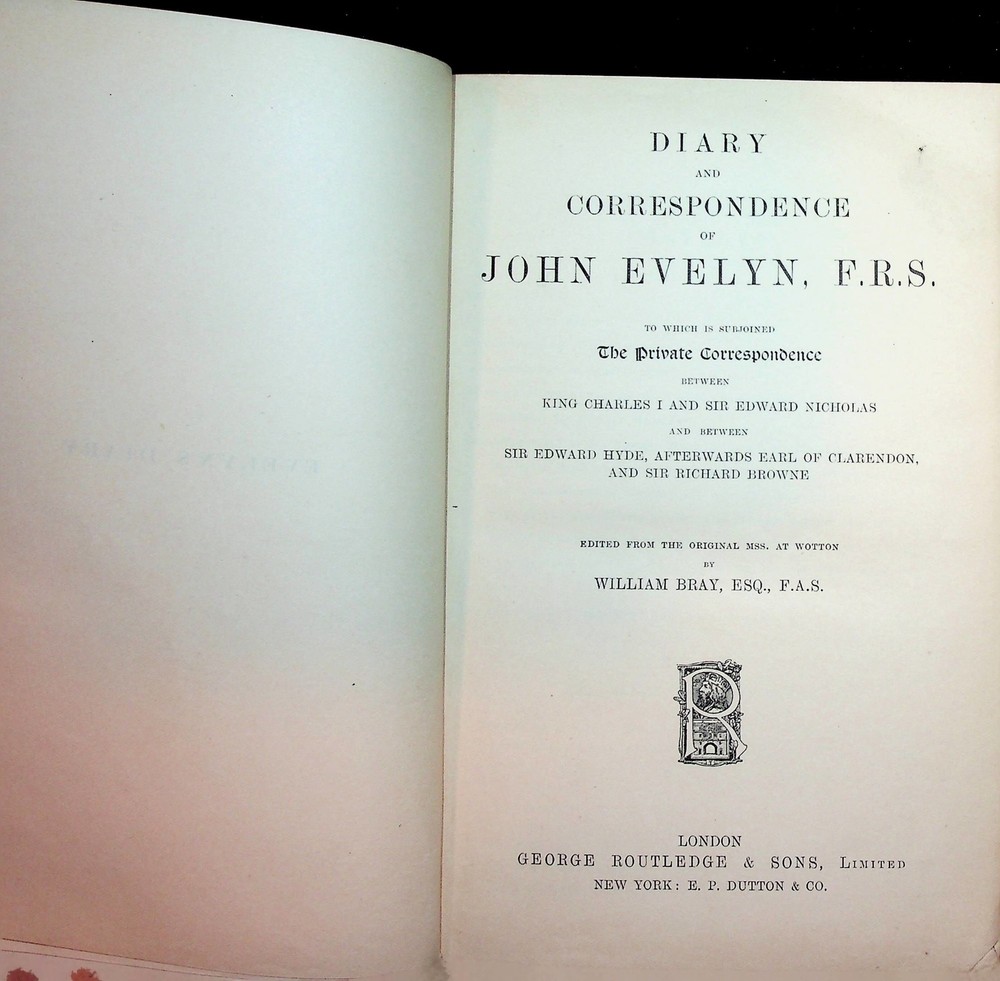 DIARY
AND
CORRESPONDENCE
OF
JOHN EVELYN, F.R.S.
TO WHICH IS SUBJOINED
The Private Correspondence
BETWEEN
KING CHARLES I AND SIR EDWARD NICHOLAS
AND BETWEEN
SIR EDWARD HYDE, AFTERWARDS EARL OF CLARENDON,
AND SIR RICHARD BROWNE
EDITED FROM THE ORIGINAL MSS. AT WOTTON
BY
WILLIAM BRAY, ESQ., F.A.S.
R
LONDON
GEORGE ROUTLEDGE & SONS, LIMITED
NEW YORK: E. P. DUTTON & CO.